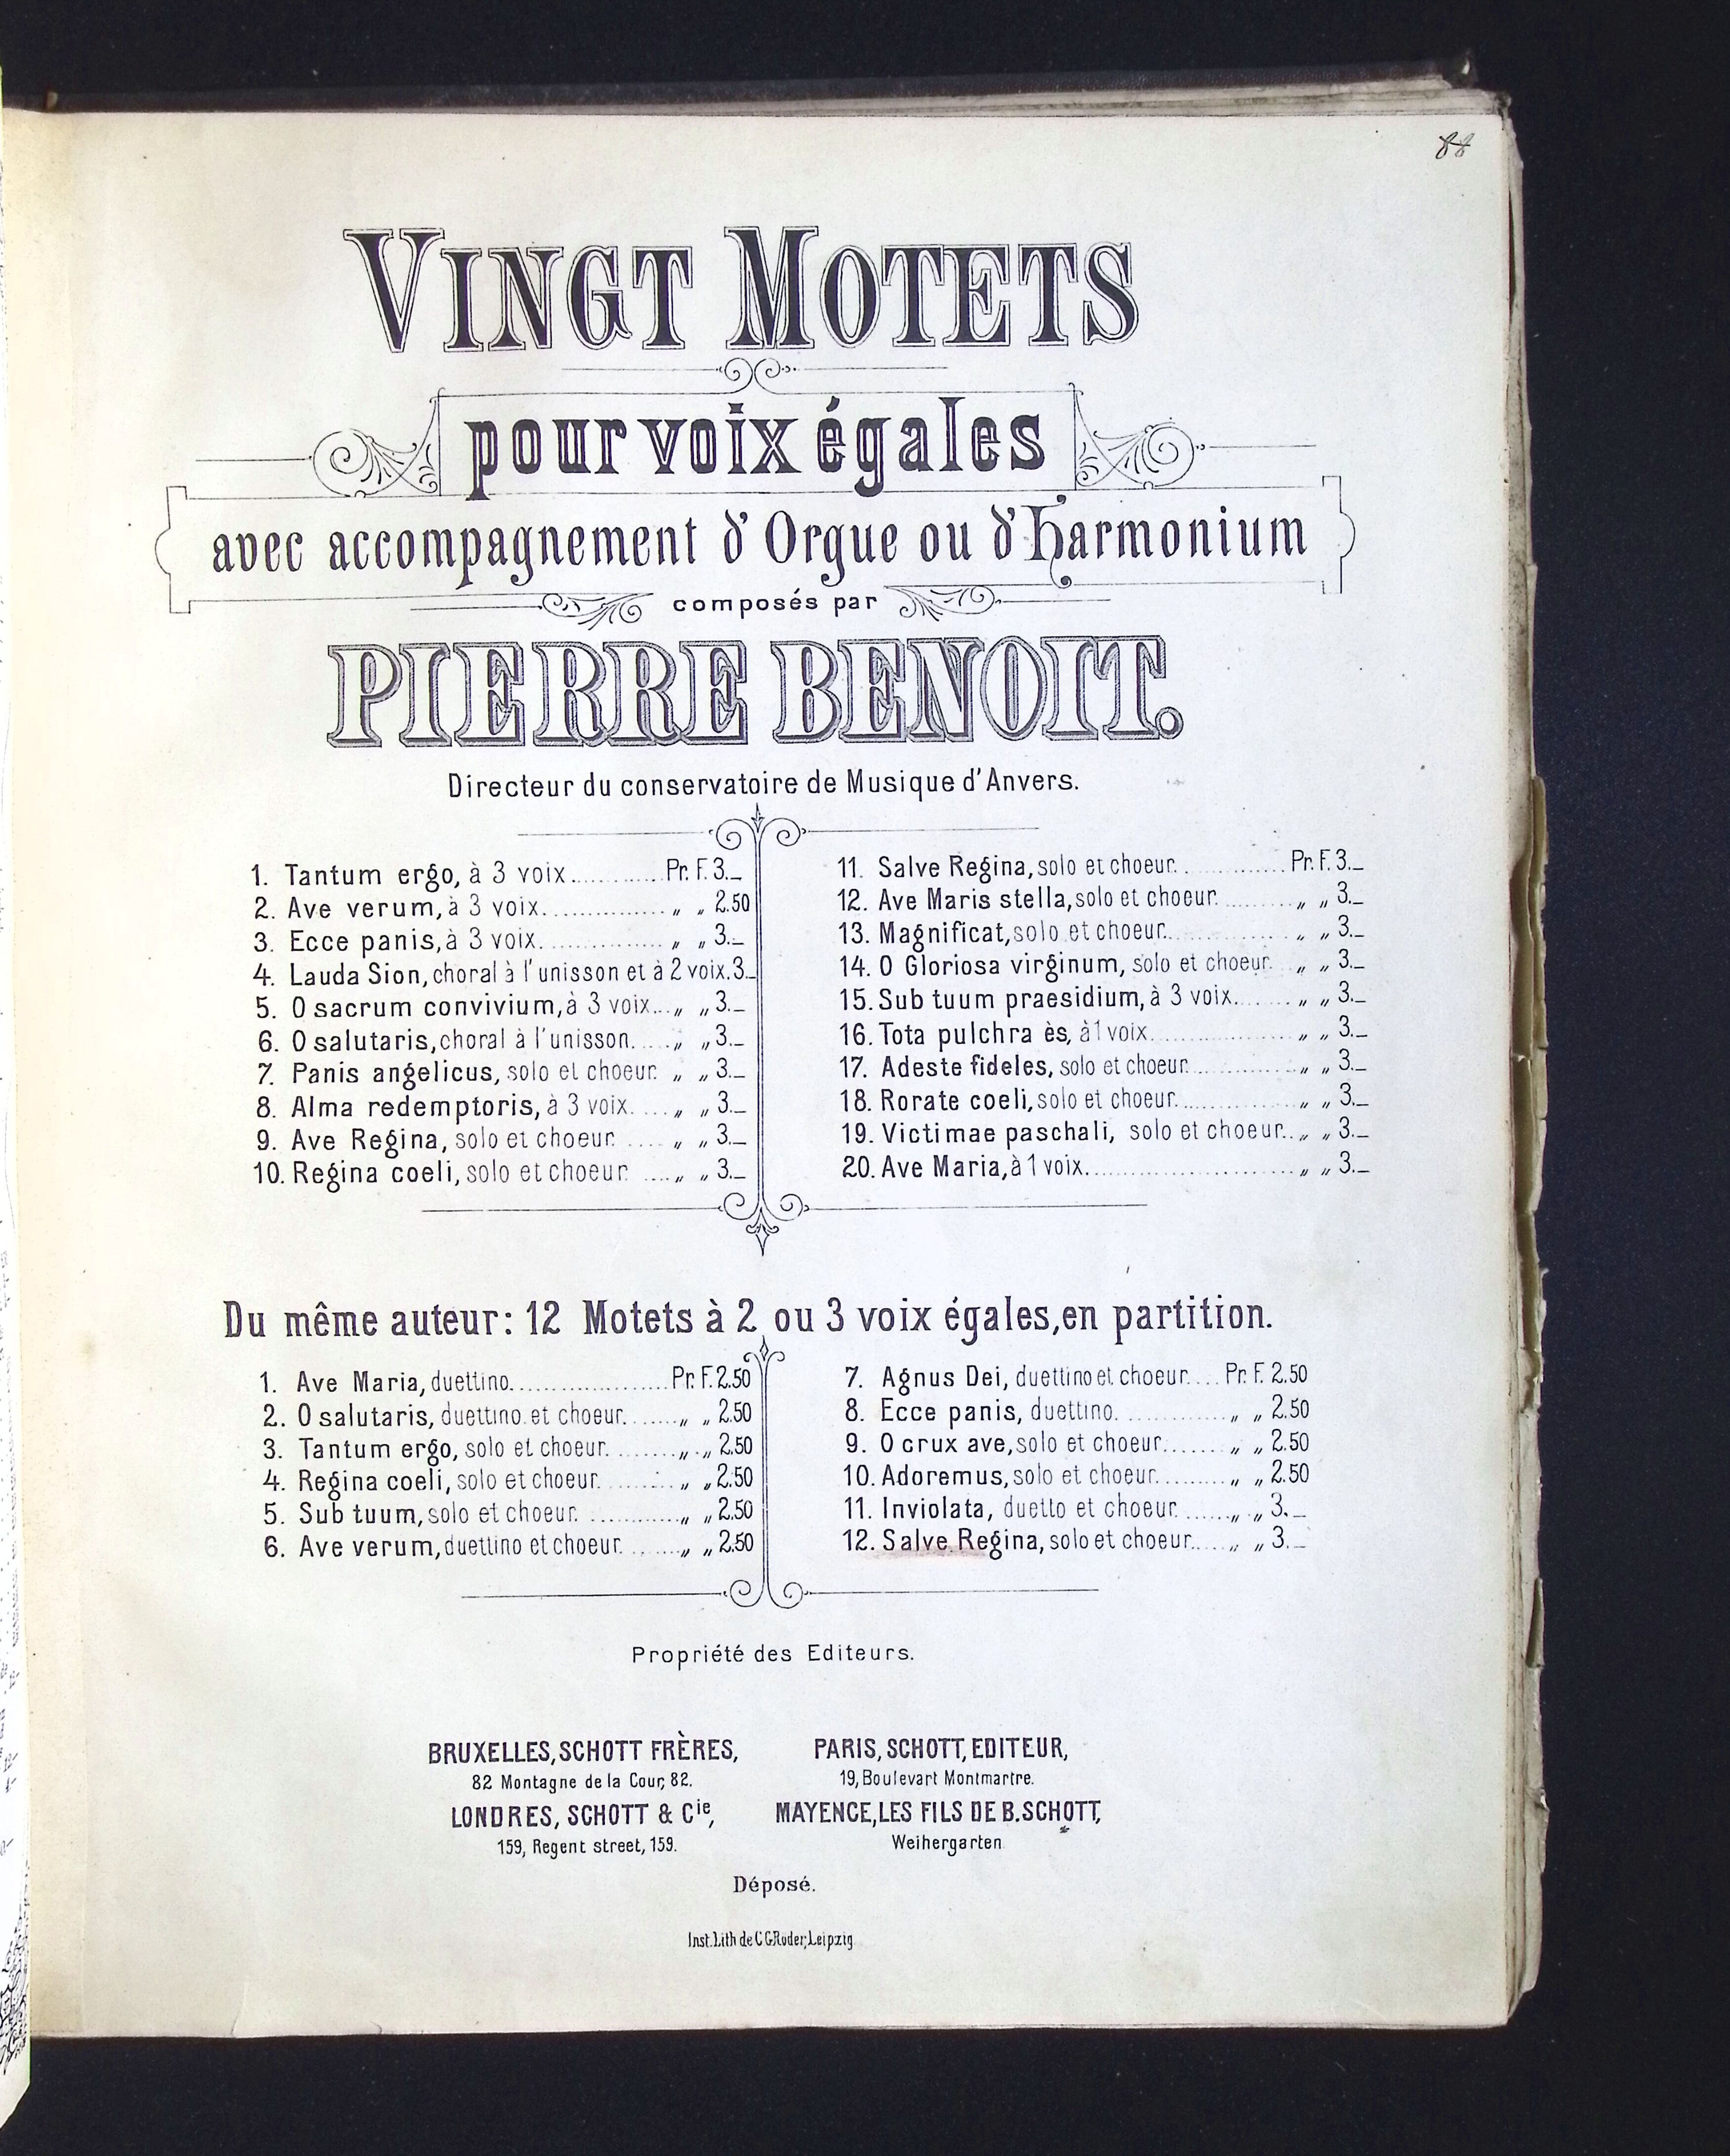 88
VINGT MOTETS
pour voix égales
avec accompagnement d'Orgue ou d'Harmonium
composés par
PIERRE BENOIT.
Directeur du conservatoire de Musique d'Anvers.
1. Tantum ergo, à 3 voix............Pr. F. 3._
2. Ave verum, à 3 voix................ „ „ 2.50
3. Ecce panis, à 3 voix................ „ „ 3._
4. Lauda Sion, choral à l'unisson et à 2 voix. 3._
5. O sacrum convivium, à 3 voix... „ „ 3._
6. O salutaris, choral à l'unisson..... „ „ 3._
7. Panis angelicus, solo et choeur. „ „ 3._
8. Alma redemptoris, à 3 voix..... „ „ 3._
9. Ave Regina, solo et choeur. .... „ „ 3._
10. Regina coeli, solo et choeur. .... „ „ 3._
11. Salve Regina, solo et choeur. .............Pr. F. 3._
12. Ave Maris stella, solo et choeur. ......... „ „ 3._
13. Magnificat, solo et choeur............... „ „ 3._
14. O Gloriosa virginum, solo et choeur. „ „ 3._
15. Sub tuum praesidium, à 3 voix....... „ „ 3._
16. Tota pulchra ès, à 1 voix................. „ „ 3._
17. Adeste fideles, solo et choeur............ „ „ 3._
18. Rorate coeli, solo et choeur............. „ „ 3._
19. Victimae paschali, solo et choeur.. „ „ 3._
20. Ave Maria, à 1 voix......................... „ „ 3._
Du même auteur: 12 Motets à 2 ou 3 voix égales, en partition.
1. Ave Maria, duettino....................Pr. F. 2.50
2. O salutaris, duettino et choeur....... „ „ 2.50
3. Tantum ergo, solo et choeur......... „ „ 2.50
4. Regina coeli, solo et choeur. ....... „ „ 2.50
5. Sub tuum, solo et choeur. ............ „ „ 2.50
6. Ave verum, duettino et choeur........ „ „ 2.50
7. Agnus Dei, duettino et choeur.... Pr. F. 2.50
8. Ecce panis, duettino. ............ „ „ 2.50
9. O crux ave, solo et choeur....... „ „ 2.50
10. Adoremus, solo et choeur......... „ „ 2.50
11. Inviolata, duetto et choeur. ...... „ „ 3._
12. Salve Regina, solo et choeur..... „ „ 3._
Propriété des Editeurs.
BRUXELLES, SCHOTT FRÈRES,
82 Montagne de la Cour, 82.
LONDRES, SCHOTT & Cie,
159, Regent street, 159.
PARIS, SCHOTT, EDITEUR,
19, Boulevart Montmartre.
MAYENCE, LES FILS DE B. SCHOTT,
Weihergarten.
Déposé.
Inst. Lith de C G Röder, Leipzig.